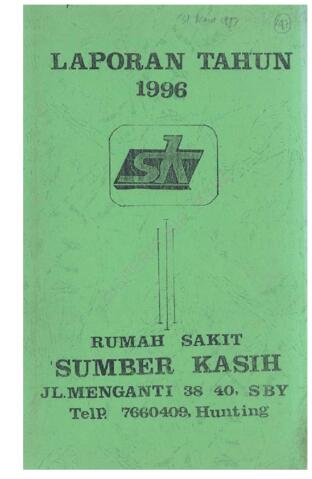 LAPORAN TAHUN
1996
SK
RUMAH SAKIT
SUMBER KASIH
JL.MENGANTI 38 40, SBY
TelP. 7660409, Hunting